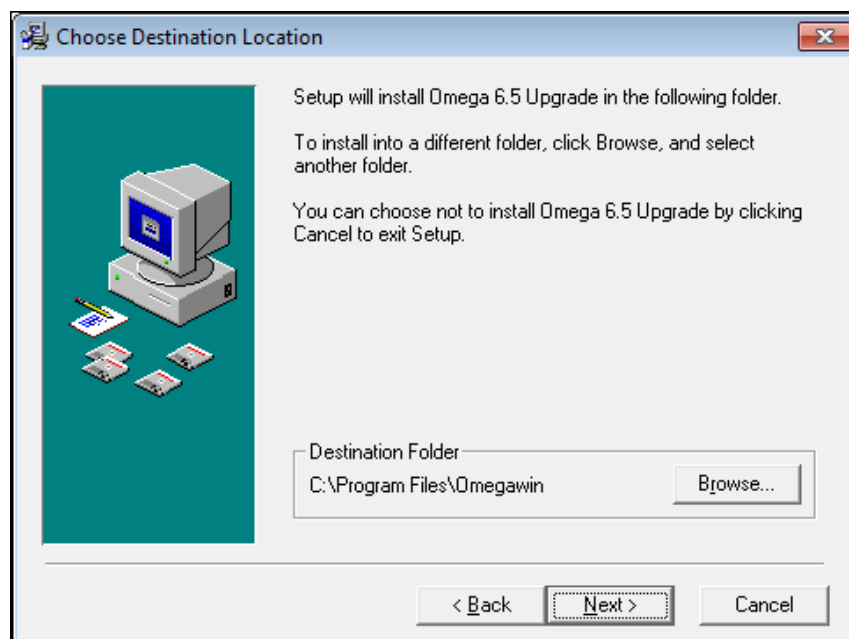 Choose Destination Location
Setup will install Omega 6.5 Upgrade in the following folder.
To install into a different folder, click Browse, and select
another folder.
You can choose not to install Omega 6.5 Upgrade by clicking
Cancel to exit Setup.
Destination Folder
C:\Program Files\Omegawin
Browse...
< Back
Next >
Cancel